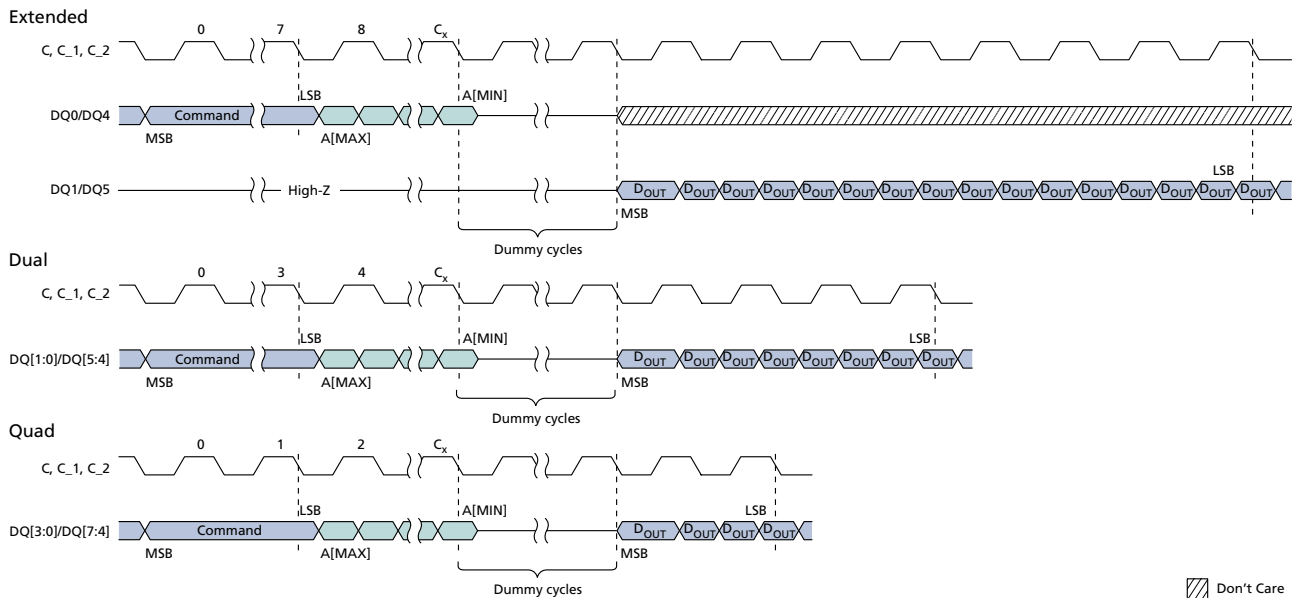 Extended
0 7 8 Cx
C, C_1, C_2
LSB A[MIN]
DQ0/DQ4 Command
MSB A[MAX]
LSB
DQ1/DQ5 High-Z DOUT DOUT DOUT DOUT DOUT DOUT DOUT DOUT DOUT DOUT DOUT DOUT DOUT DOUT DOUT DOUT
MSB
Dummy cycles
Dual
0 3 4 Cx
C, C_1, C_2
LSB A[MIN] LSB
DQ[1:0]/DQ[5:4] Command DOUT DOUT DOUT DOUT DOUT DOUT DOUT DOUT
MSB A[MAX] MSB
Dummy cycles
Quad
0 1 2 Cx
C, C_1, C_2
LSB A[MIN] LSB
DQ[3:0]/DQ[7:4] Command DOUT DOUT DOUT DOUT
MSB A[MAX] MSB
Dummy cycles
Don't Care